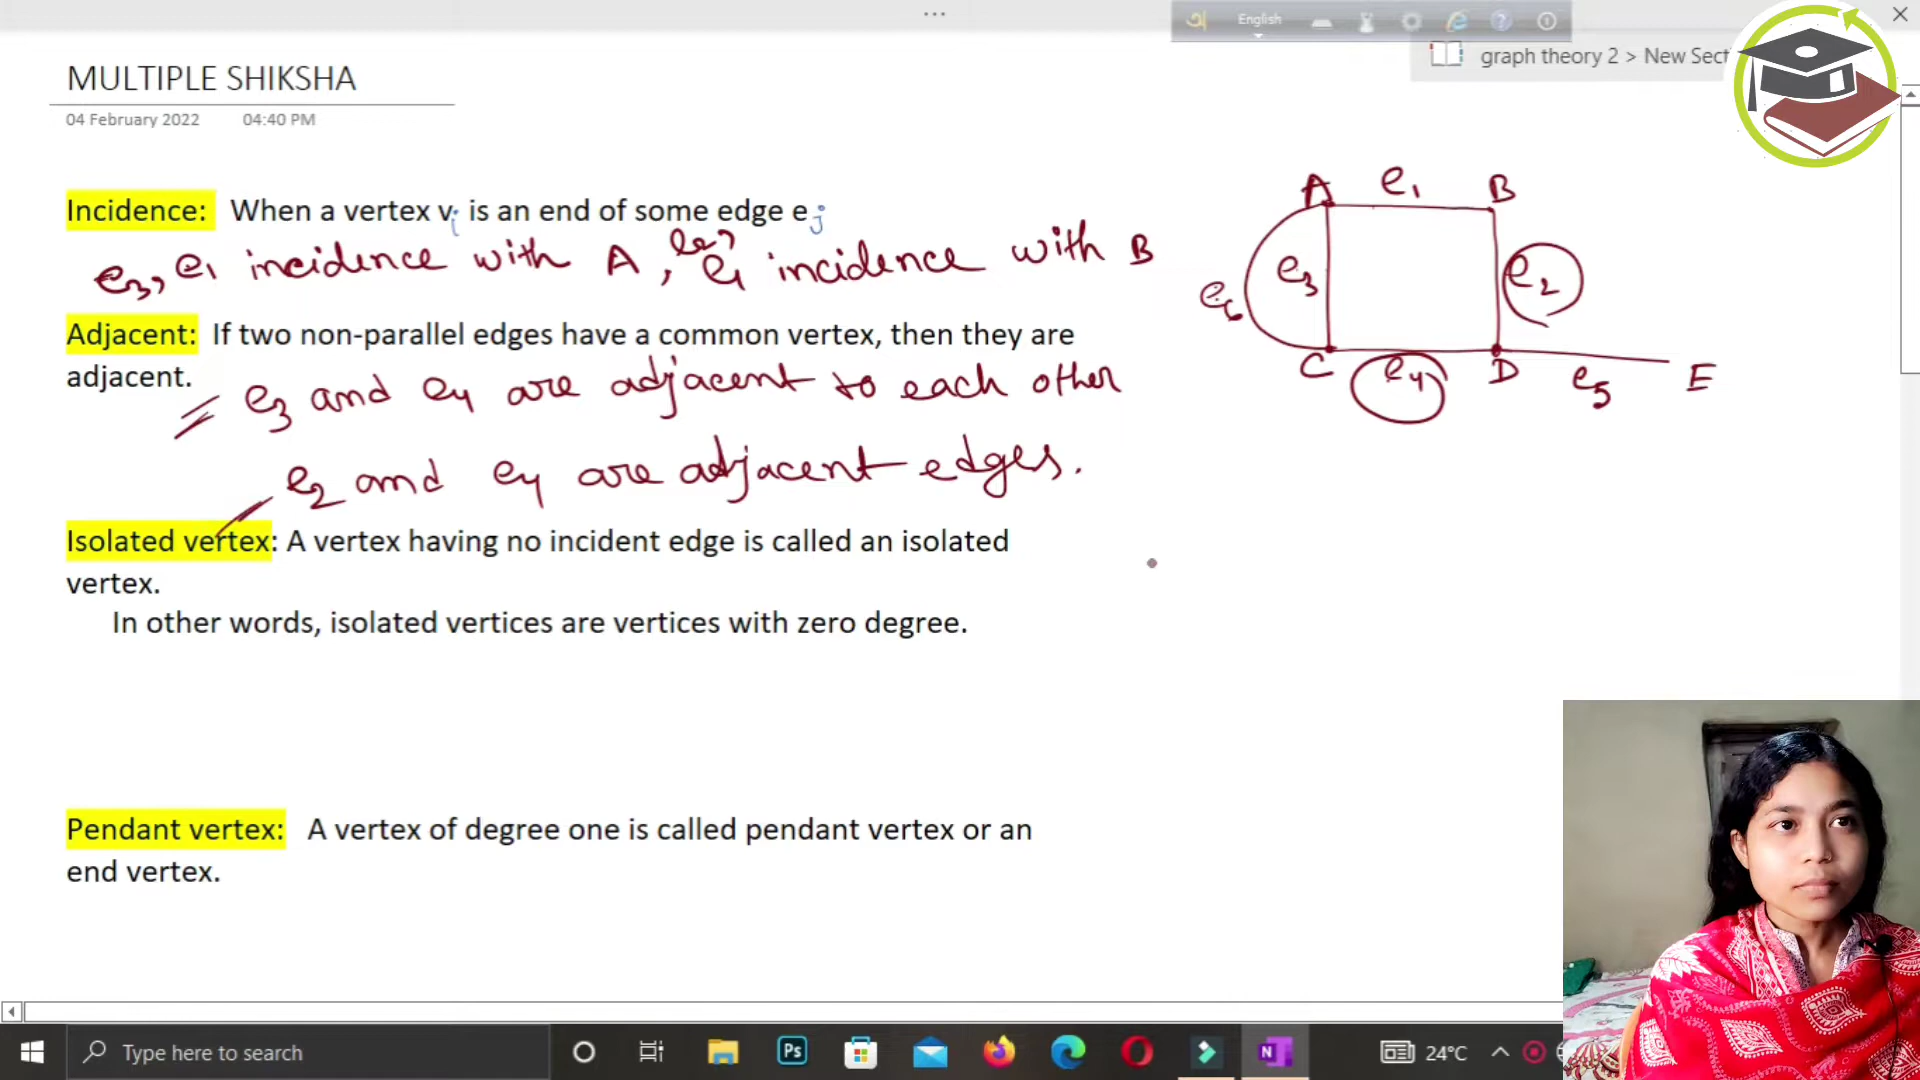 English
graph theory 2 > New Sect
MULTIPLE SHIKSHA
04 February 2022 04:40 PM
Incidence: When a vertex vi is an end of some edge ej
e3, e1 incidence with A, e2, e1 incidence with B
Adjacent: If two non-parallel edges have a common vertex, then they are
adjacent.
= e3 and e4 are adjacent to each other
e2 and e4 are adjacent edges.
Isolated vertex: A vertex having no incident edge is called an isolated
vertex.
In other words, isolated vertices are vertices with zero degree.
Pendant vertex: A vertex of degree one is called pendant vertex or an
end vertex.
A e1 B
e6 e3 e2
C e4 D e5 E
Type here to search
Ps
N
24°C